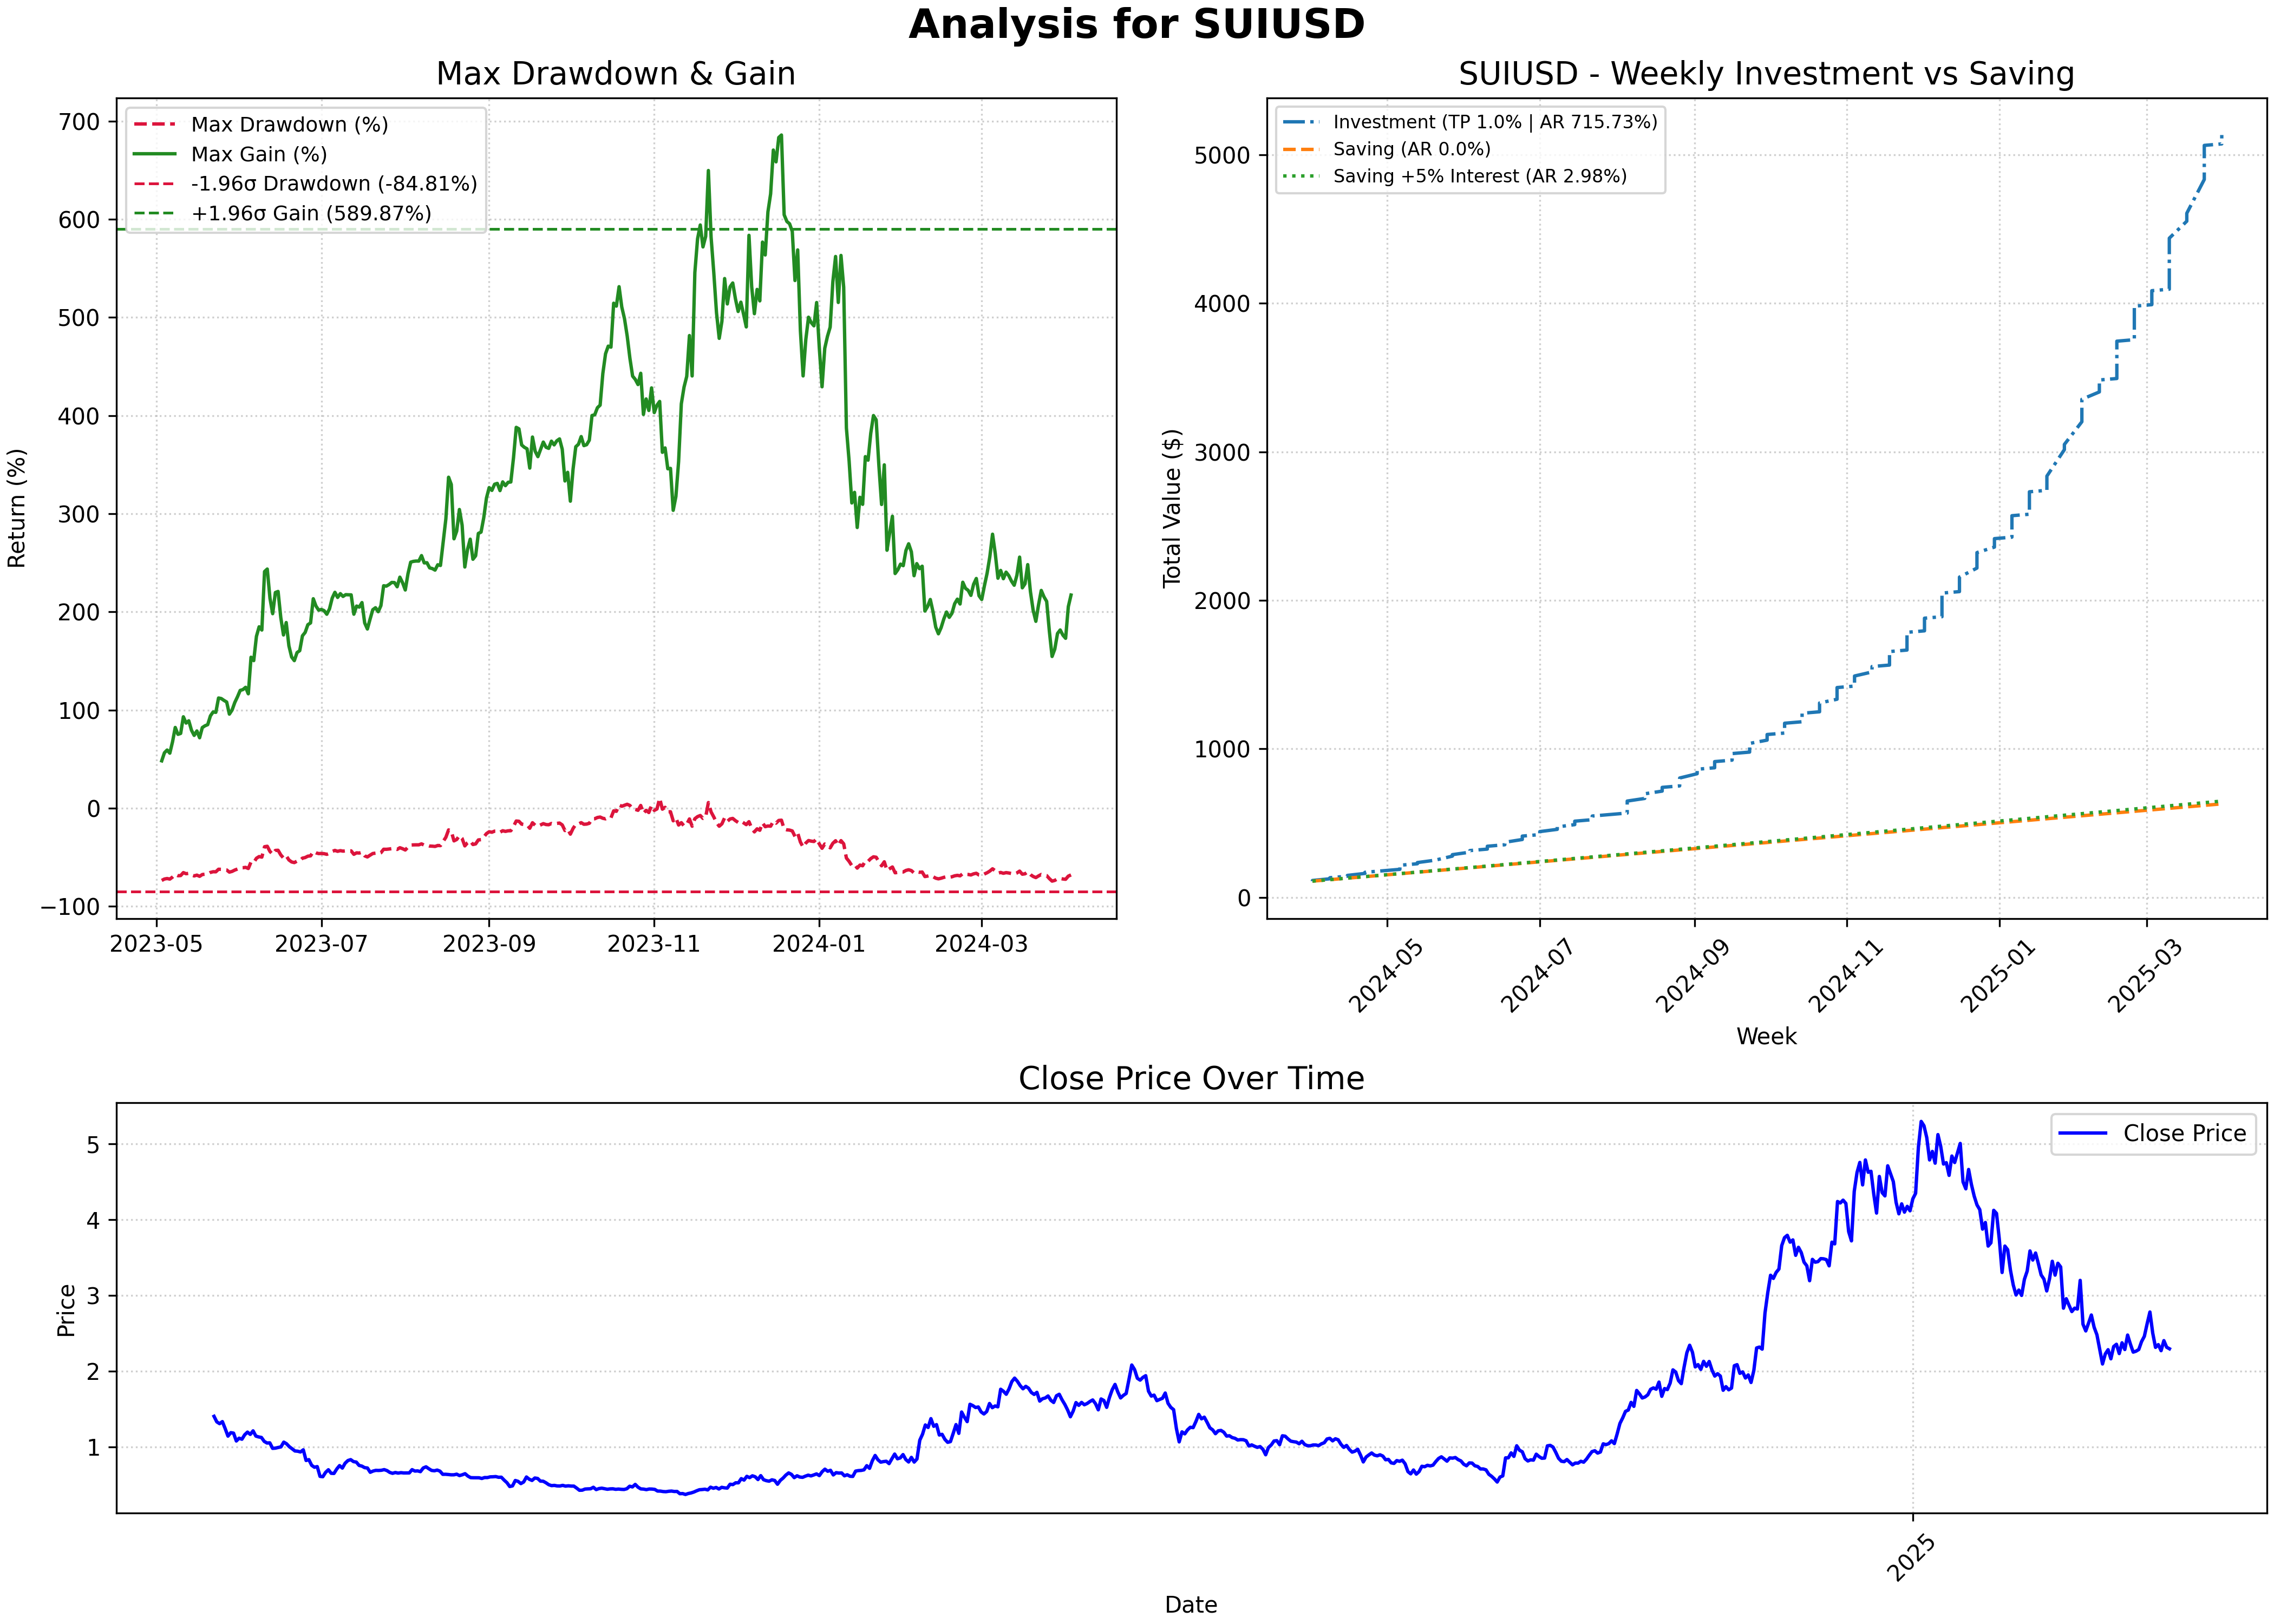 Analysis for SUIUSD
Max Drawdown & Gain
Max Drawdown (%)
Max Gain (%)
-1.96σ Drawdown (-84.81%)
+1.96σ Gain (589.87%)
Return (%)
700
600
500
400
300
200
100
0
−100
2023-05
2023-07
2023-09
2023-11
2024-01
2024-03
SUIUSD - Weekly Investment vs Saving
Investment (TP 1.0% | AR 715.73%)
Saving (AR 0.0%)
Saving +5% Interest (AR 2.98%)
Total Value ($)
5000
4000
3000
2000
1000
0
2024-05
2024-07
2024-09
2024-11
2025-01
2025-03
Week
Close Price Over Time
Close Price
Price
5
4
3
2
1
2025
Date